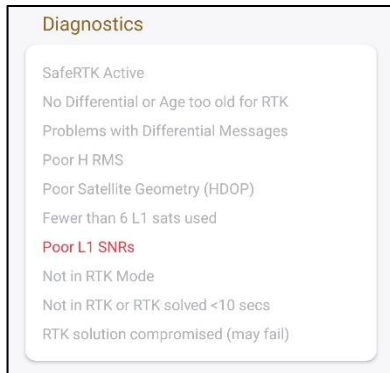 Diagnostics
SafeRTK Active
No Differential or Age too old for RTK
Problems with Differential Messages
Poor H RMS
Poor Satellite Geometry (HDOP)
Fewer than 6 L1 sats used
Poor L1 SNRs
Not in RTK Mode
Not in RTK or RTK solved <10 secs
RTK solution compromised (may fail)